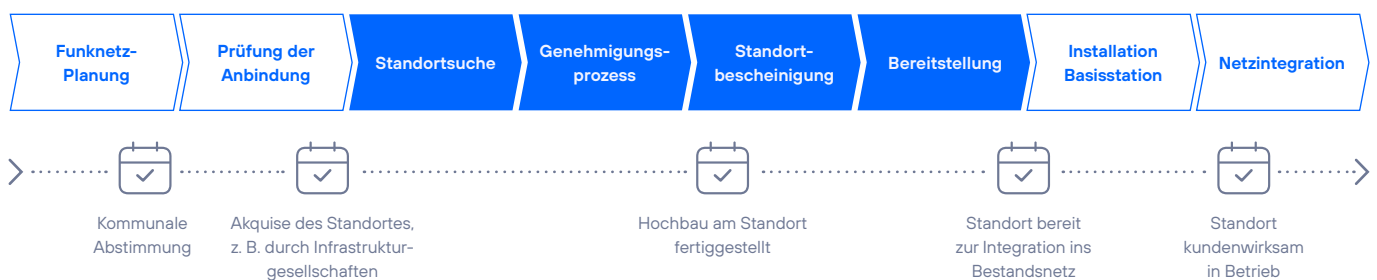 Funknetz-
Planung
Prüfung der
Anbindung
Standortsuche
Genehmigungs-
prozess
Standort-
bescheinigung
Bereitstellung
Installation
Basisstation
Netzintegration
Kommunale
Abstimmung
Akquise des Standortes,
z. B. durch Infrastruktur-
gesellschaften
Hochbau am Standort
fertiggestellt
Standort bereit
zur Integration ins
Bestandsnetz
Standort
kundenwirksam
in Betrieb